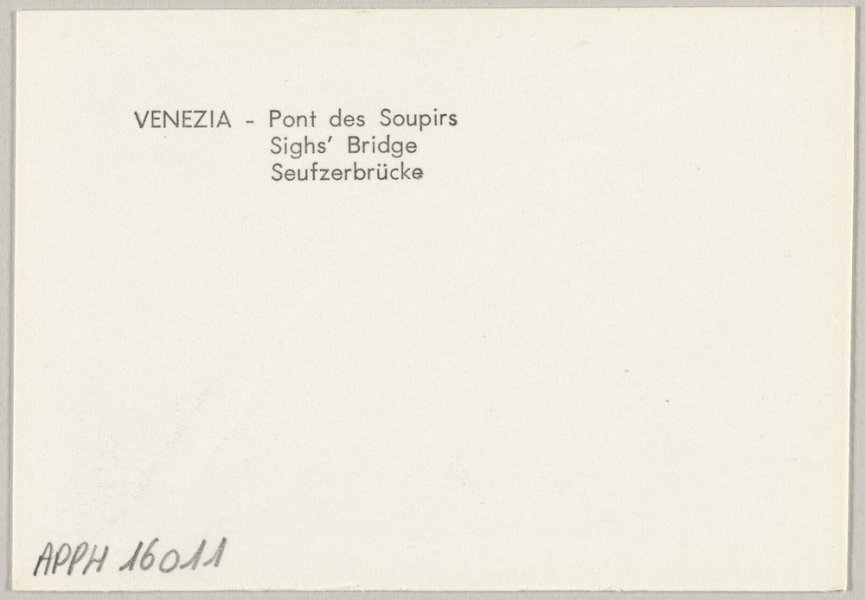 VENEZIA - Pont des Soupirs
Sighs' Bridge
Seufzerbrücke
APPH 16011